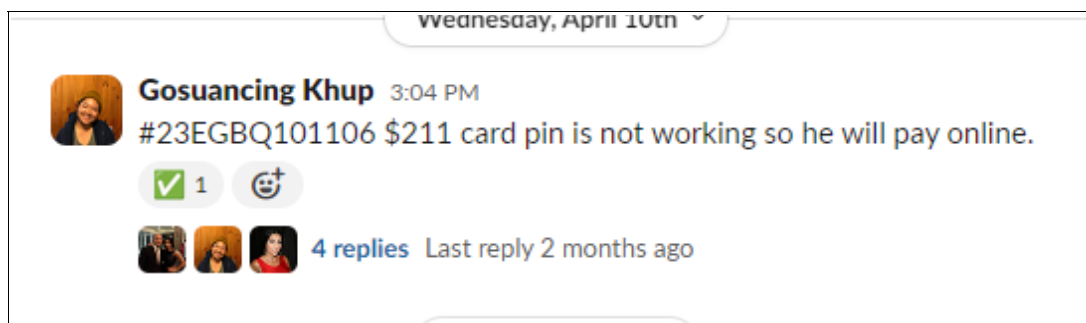 Wednesday, April 10th
Gosuancing Khup 3:04 PM
#23EGBQ101106 $211 card pin is not working so he will pay online.
1
4 replies Last reply 2 months ago